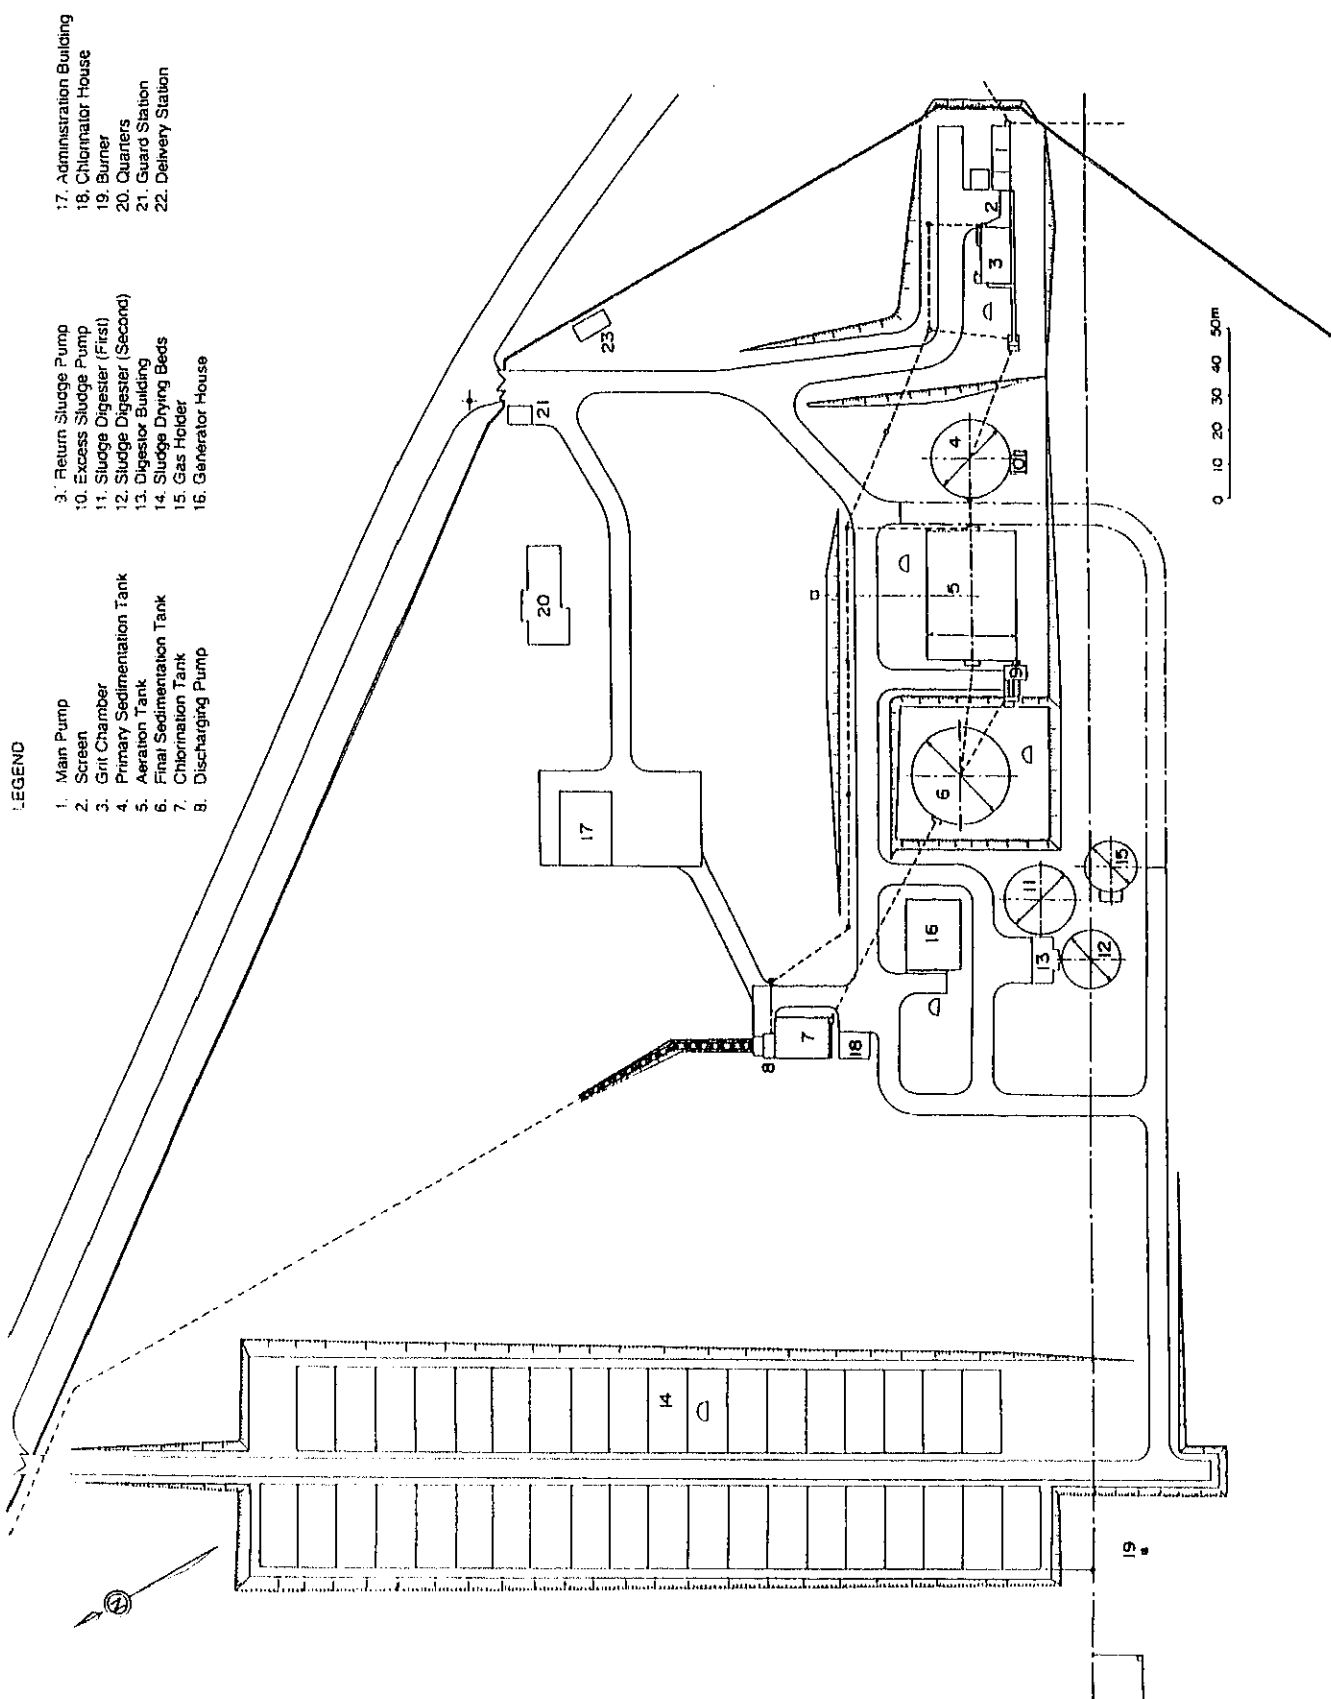 LEGEND
1. Main Pump
2. Screen
3. Grit Chamber
4. Primary Sedimentation Tank
5. Aeration Tank
6. Final Sedimentation Tank
7. Chlorination Tank
8. Discharging Pump
9. Return Sludge Pump
10. Excess Sludge Pump
11. Sludge Digester (First)
12. Sludge Digester (Second)
13. Digestor Building
14. Sludge Drying Beds
15. Gas Holder
16. Generator House
17. Administration Building
18. Chlorinator House
19. Burner
20. Quarters
21. Guard Station
22. Delivery Station
23
21
20
17
1
2
3
4
10
5
9
6
15
11
12
13
16
7
8
18
14
19
N
0 10 20 30 40 50m